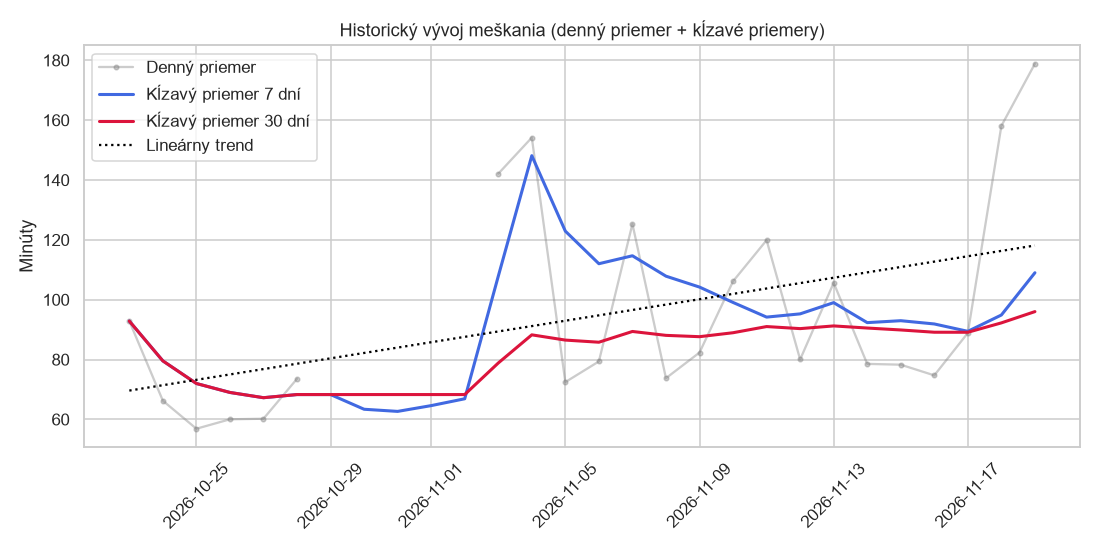 Historický vývoj meškania (denný priemer + kĺzavé priemery)
Denný priemer
Kĺzavý priemer 7 dní
Kĺzavý priemer 30 dní
Lineárny trend
Minúty
180
160
140
120
100
80
60
2026-10-25
2026-10-29
2026-11-01
2026-11-05
2026-11-09
2026-11-13
2026-11-17